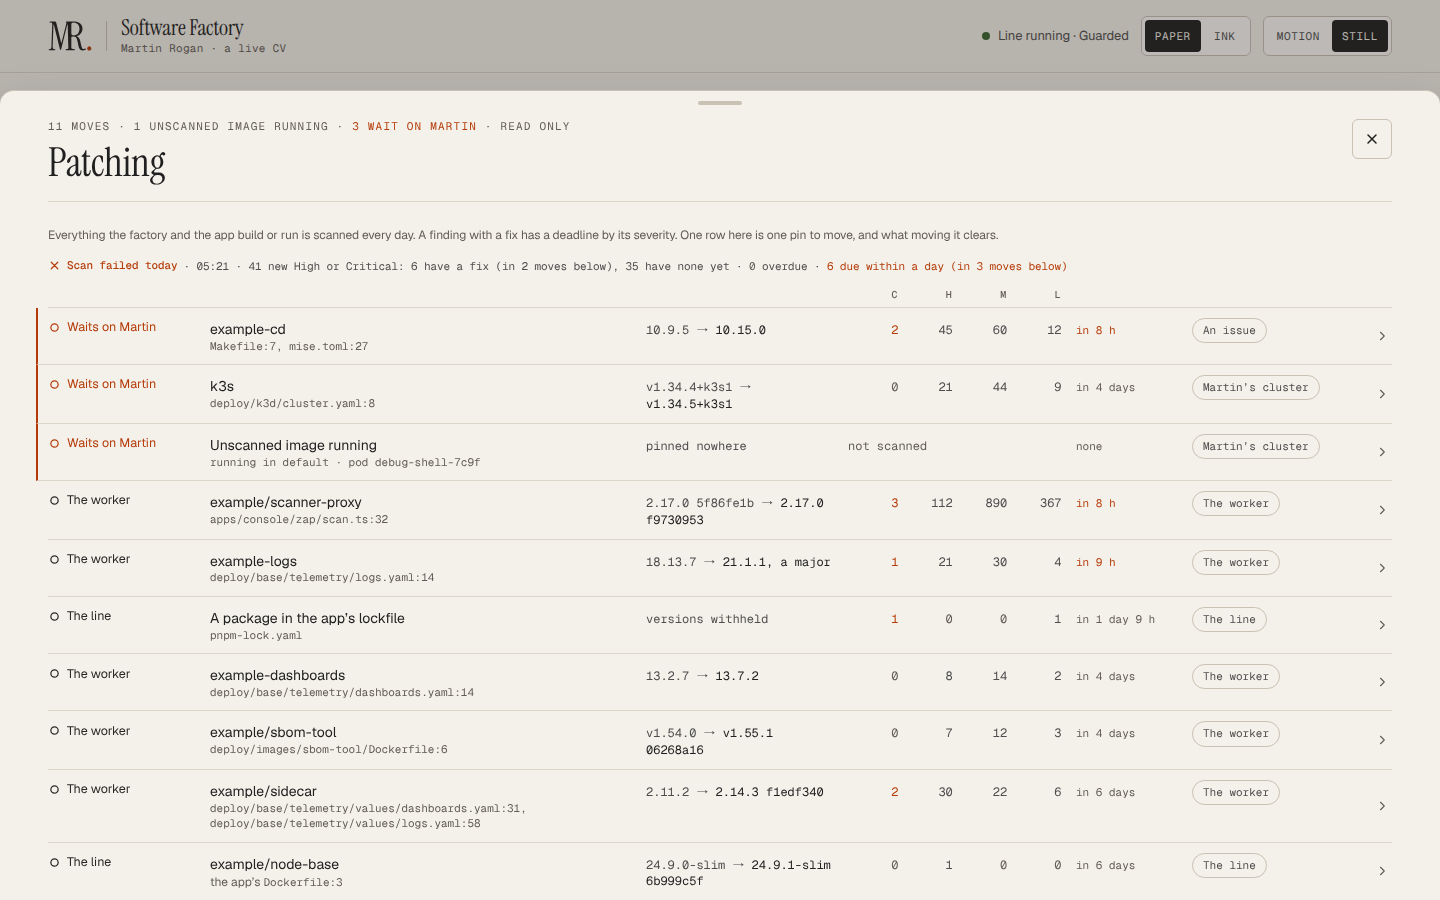 MR.
Software Factory
Martin Rogan · a live CV
Line running · Guarded
PAPER INK
MOTION STILL
11 MOVES · 1 UNSCANNED IMAGE RUNNING · 3 WAIT ON MARTIN · READ ONLY
Patching
Everything the factory and the app build or run is scanned every day. A finding with a fix has a deadline by its severity. One row here is one pin to move, and what moving it clears.
Scan failed today · 05:21 · 41 new High or Critical: 6 have a fix (in 2 moves below), 35 have none yet · 0 overdue · 6 due within a day (in 3 moves below)
C H M L
Waits on Martin example-cd 10.9.5 → 10.15.0 2 45 60 12 in 8 h An issue
Makefile:7, mise.toml:27
Waits on Martin k3s v1.34.4+k3s1 → 0 21 44 9 in 4 days Martin's cluster
deploy/k3d/cluster.yaml:8 v1.34.5+k3s1
Waits on Martin Unscanned image running pinned nowhere not scanned none Martin's cluster
running in default · pod debug-shell-7c9f
The worker example/scanner-proxy 2.17.0 5f86fe1b → 2.17.0 3 112 890 367 in 8 h The worker
apps/console/zap/scan.ts:32 f9730953
The worker example-logs 18.13.7 → 21.1.1, a major 1 21 30 4 in 9 h The worker
deploy/base/telemetry/logs.yaml:14
The line A package in the app's lockfile versions withheld 1 0 0 1 in 1 day 9 h The line
pnpm-lock.yaml
The worker example-dashboards 13.2.7 → 13.7.2 0 8 14 2 in 4 days The worker
deploy/base/telemetry/dashboards.yaml:14
The worker example/sbom-tool v1.54.0 → v1.55.1 0 7 12 3 in 4 days The worker
deploy/images/sbom-tool/Dockerfile:6 06268a16
The worker example/sidecar 2.11.2 → 2.14.3 f1edf340 2 30 22 6 in 6 days The worker
deploy/base/telemetry/values/dashboards.yaml:31,
deploy/base/telemetry/values/logs.yaml:58
The line example/node-base 24.9.0-slim → 24.9.1-slim 0 1 0 0 in 6 days The line
the app's Dockerfile:3 6b999c5f